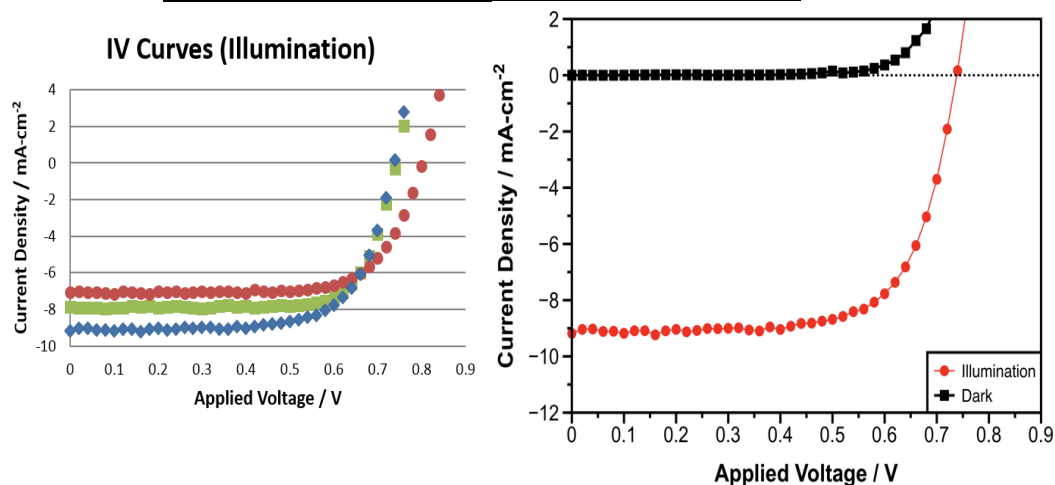 IV Curves (Illumination)
Current Density / mA-cm-2
4
2
0
-2
-4
-6
-8
-10
0 0.1 0.2 0.3 0.4 0.5 0.6 0.7 0.8 0.9
Applied Voltage / V
Current Density / mA-cm-2
2
0
−2
−4
−6
−8
−10
−12
0 0.1 0.2 0.3 0.4 0.5 0.6 0.7 0.8 0.9
Illumination
Dark
Applied Voltage / V